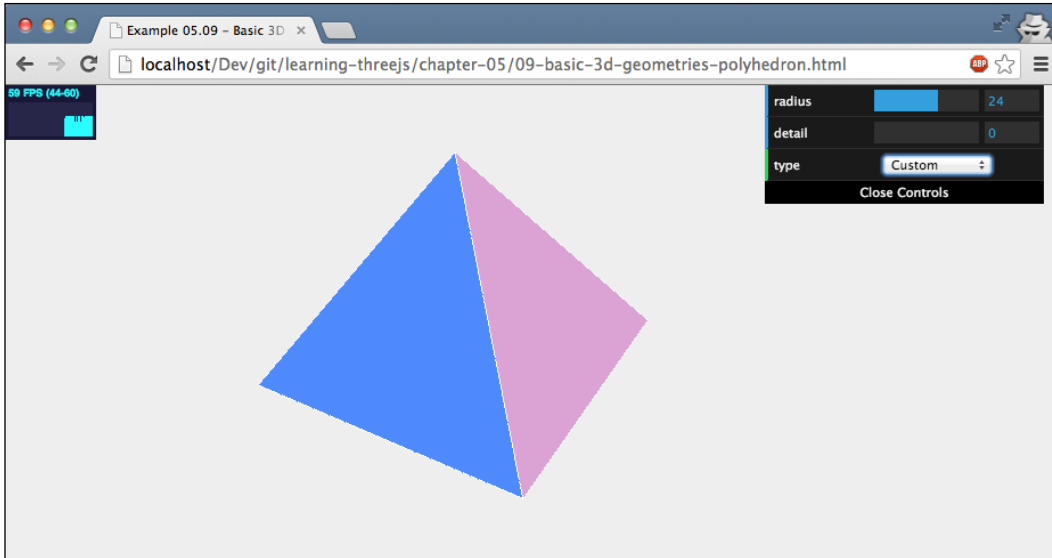 Example 05.09 - Basic 3D
localhost/Dev/git/learning-threejs/chapter-05/09-basic-3d-geometries-polyhedron.html
ABP
59 FPS (44-60)
radius 24
detail 0
type Custom
Close Controls